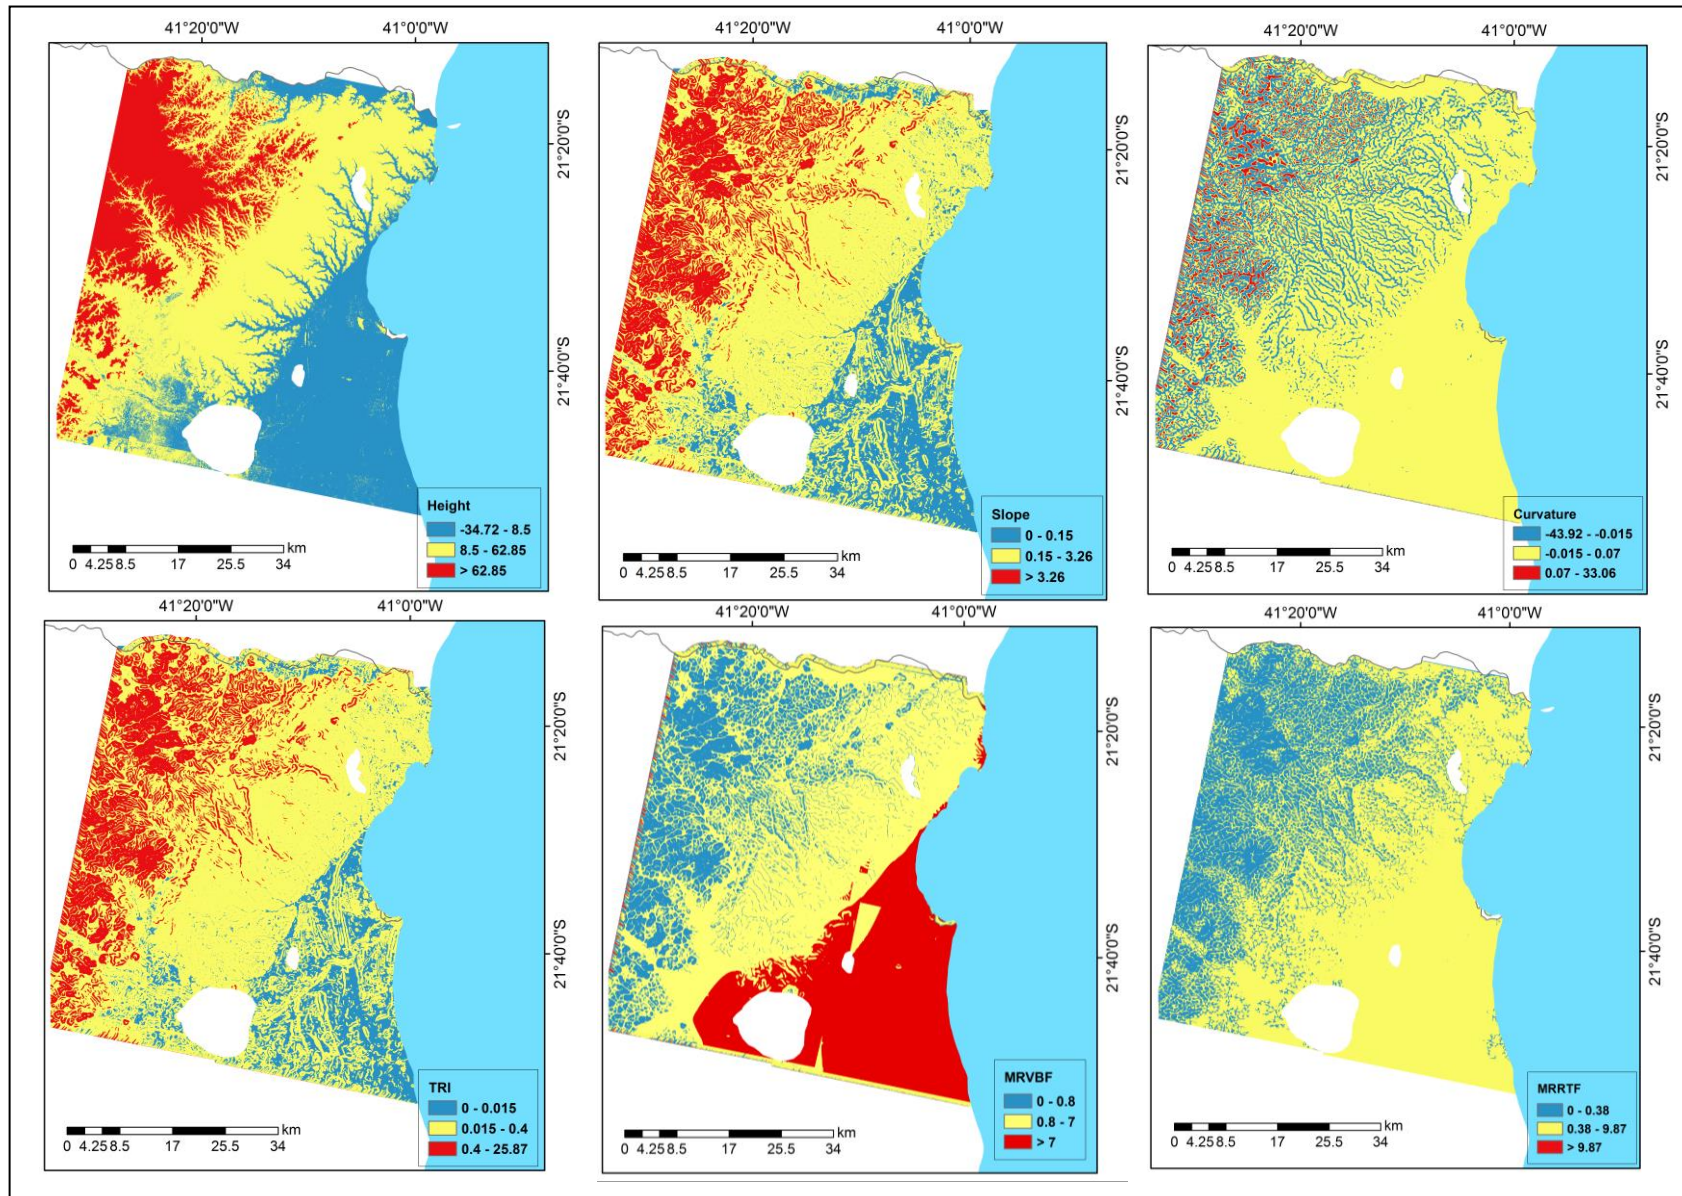 41°20'0"W 41°0'0"W
21°20'0"S
21°40'0"S
Height
-34.72 - 8.5
8.5 - 62.85
> 62.85
km
0 4.25 8.5 17 25.5 34
41°20'0"W 41°0'0"W
21°20'0"S
21°40'0"S
Slope
0 - 0.15
0.15 - 3.26
> 3.26
km
0 4.25 8.5 17 25.5 34
41°20'0"W 41°0'0"W
21°20'0"S
21°40'0"S
Curvature
-43.92 - -0.015
-0.015 - 0.07
0.07 - 33.06
km
0 4.25 8.5 17 25.5 34
41°20'0"W 41°0'0"W
21°20'0"S
21°40'0"S
TRI
0 - 0.015
0.015 - 0.4
0.4 - 25.87
km
0 4.25 8.5 17 25.5 34
41°20'0"W 41°0'0"W
21°20'0"S
21°40'0"S
MRVBF
0 - 0.8
0.8 - 7
> 7
km
0 4.25 8.5 17 25.5 34
41°20'0"W 41°0'0"W
21°20'0"S
21°40'0"S
MRRTF
0 - 0.38
0.38 - 9.87
> 9.87
km
0 4.25 8.5 17 25.5 34